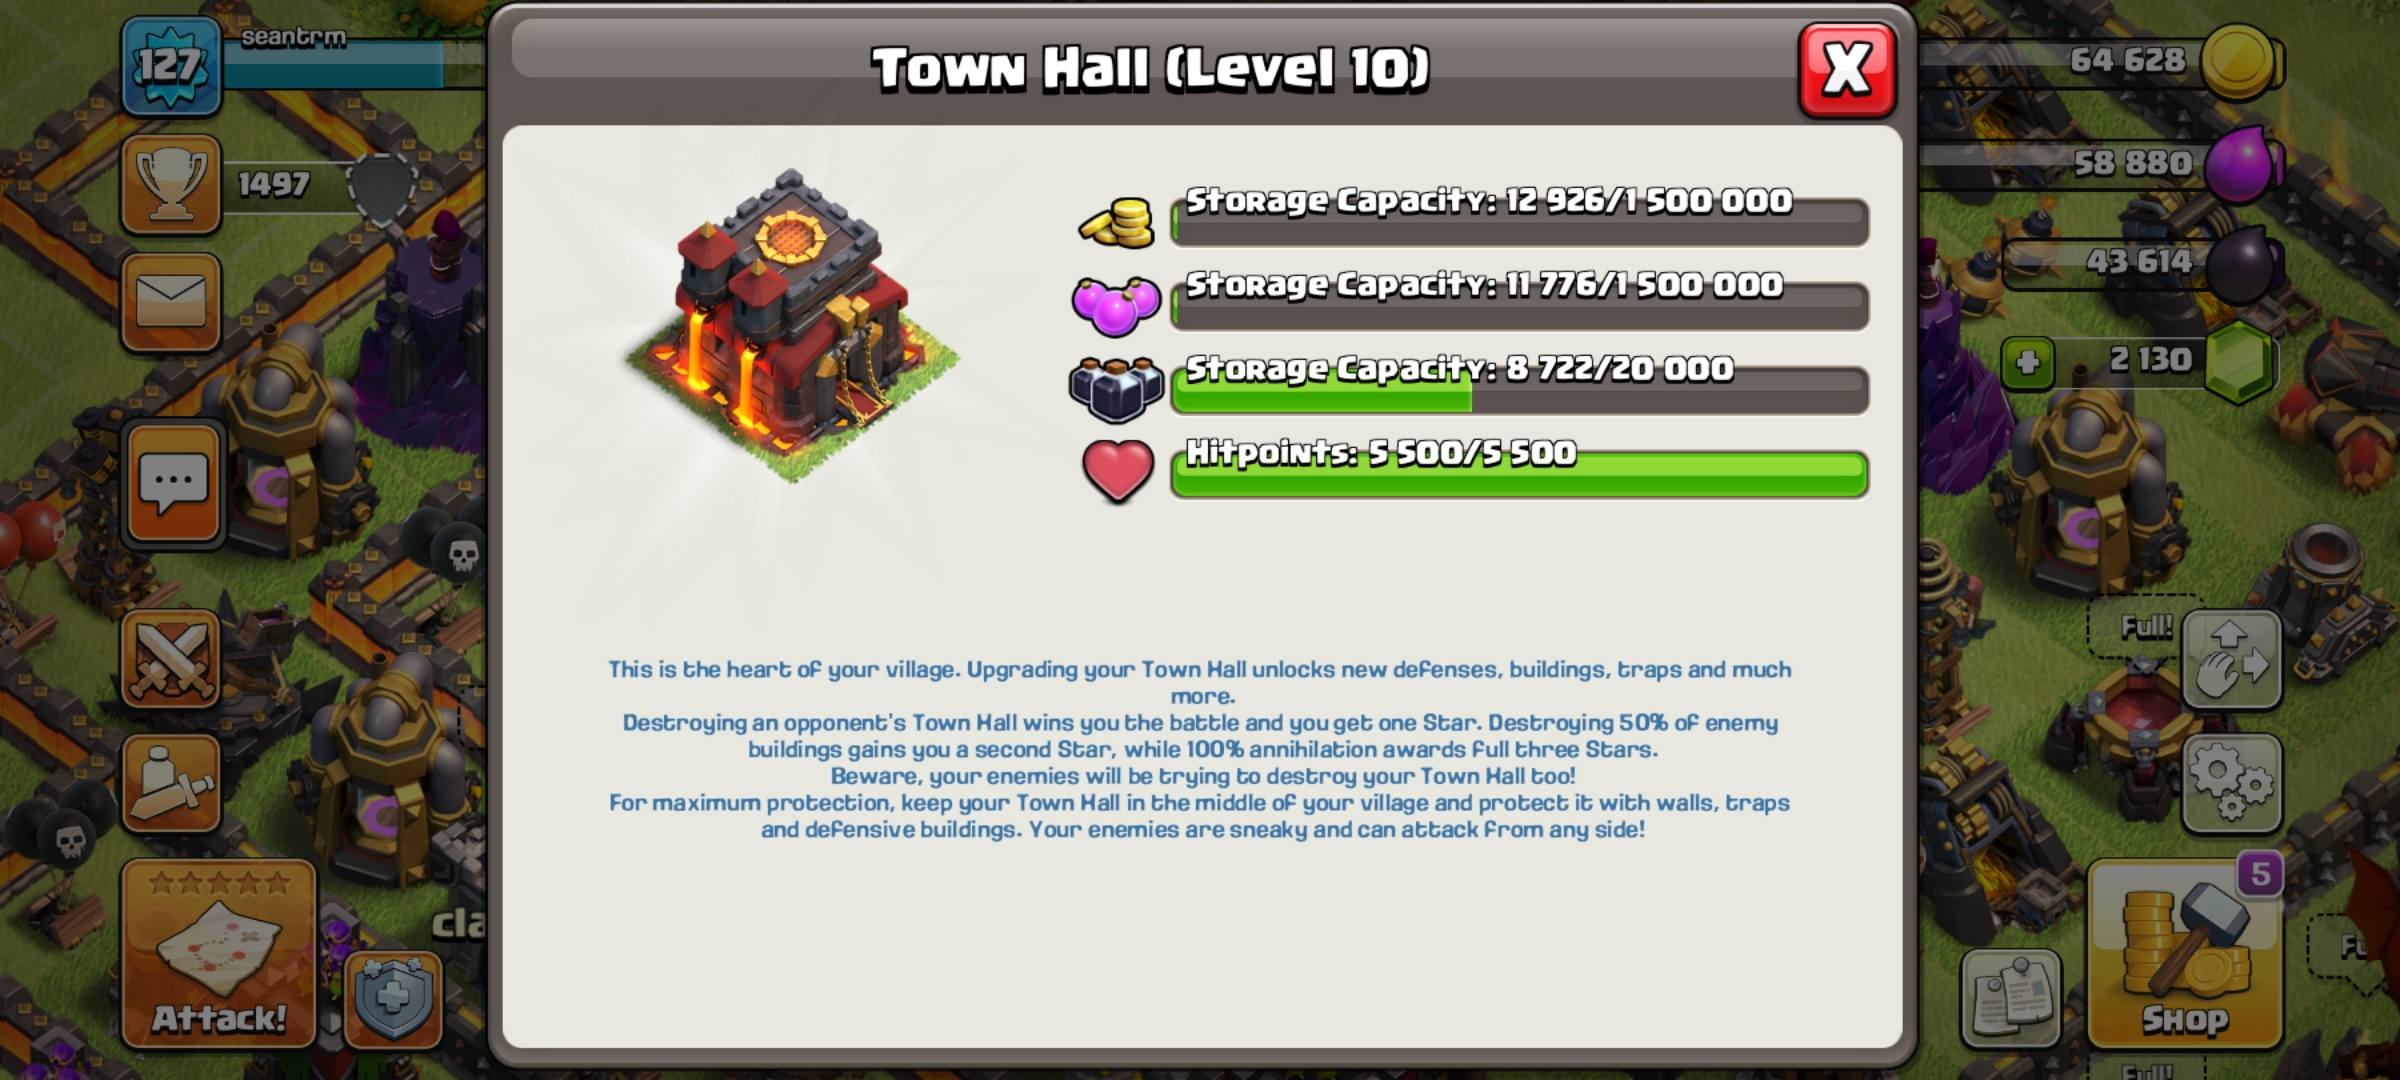 127
seantrm
Town Hall (Level 10)
X
64 628
1497
58 880
43 614
2 130
Storage Capacity: 12 926/1 500 000
Storage Capacity: 11 776/1 500 000
Storage Capacity: 8 722/20 000
Hitpoints: 5 500/5 500
Full!
This is the heart of your village. Upgrading your Town Hall unlocks new defenses, buildings, traps and much
more.
Destroying an opponent's Town Hall wins you the battle and you get one Star. Destroying 50% of enemy
buildings gains you a second Star, while 100% annihilation awards full three Stars.
Beware, your enemies will be trying to destroy your Town Hall too!
For maximum protection, keep your Town Hall in the middle of your village and protect it with walls, traps
and defensive buildings. Your enemies are sneaky and can attack from any side!
5
Attack!
Shop
Full!